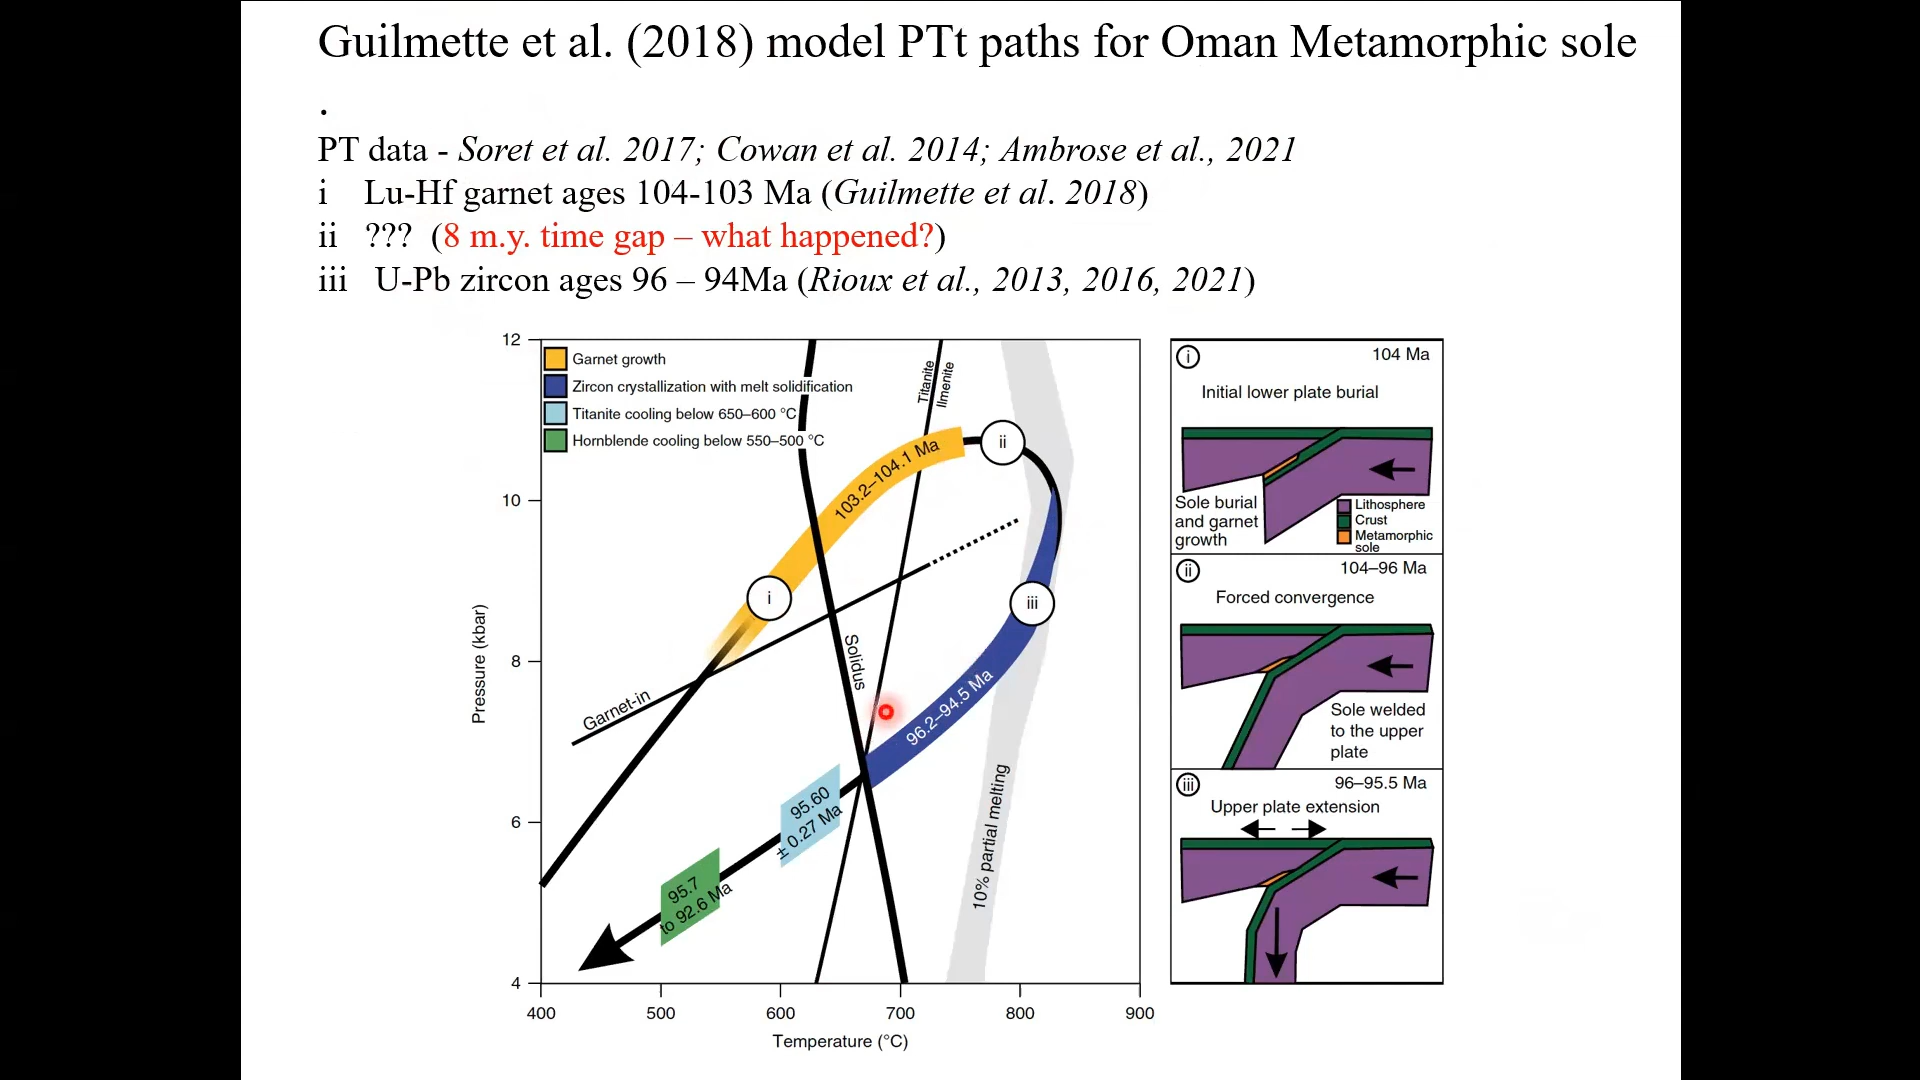 Guilmette et al. (2018) model PTt paths for Oman Metamorphic sole
.
PT data - Soret et al. 2017; Cowan et al. 2014; Ambrose et al., 2021
i Lu-Hf garnet ages 104-103 Ma (Guilmette et al. 2018)
ii ??? (8 m.y. time gap – what happened?)
iii U-Pb zircon ages 96 – 94Ma (Rioux et al., 2013, 2016, 2021)
12
10
8
6
4
Pressure (kbar)
400
500
600
700
800
900
Temperature (°C)
Garnet growth
Zircon crystallization with melt solidification
Titanite cooling below 650–600 °C
Hornblende cooling below 550–500 °C
Titanite
Ilmenite
103.2–104.1 Ma
i
ii
iii
Garnet-in
Solidus
96.2–94.5 Ma
10% partial melting
95.60
± 0.27 Ma
95.7
to 92.6 Ma
i
104 Ma
Initial lower plate burial
Sole burial
and garnet
growth
Lithosphere
Crust
Metamorphic
sole
ii
104–96 Ma
Forced convergence
Sole welded
to the upper
plate
iii
96–95.5 Ma
Upper plate extension